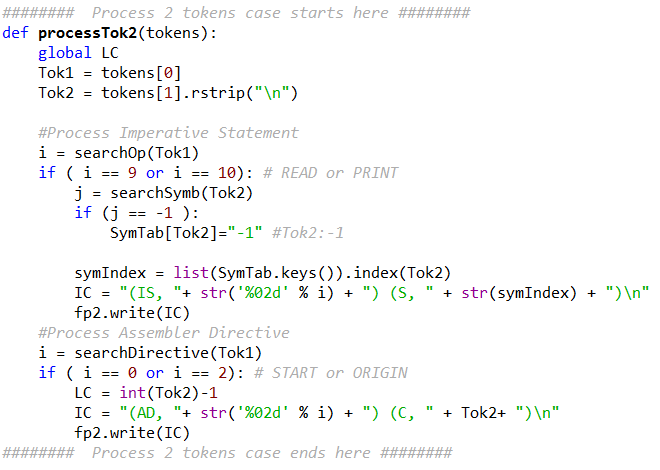 ########  Process 2 tokens case starts here ########
def processTok2(tokens):
    global LC
    Tok1 = tokens[0]
    Tok2 = tokens[1].rstrip("\n")

    #Process Imperative Statement
    i = searchOp(Tok1)
    if ( i == 9 or i == 10): # READ or PRINT
        j = searchSymb(Tok2)
        if (j == -1 ):
            SymTab[Tok2]="-1" #Tok2:-1

        symIndex = list(SymTab.keys()).index(Tok2)
        IC = "(IS, "+ str('%02d' % i) + ") (S, " + str(symIndex) + ")\n"
        fp2.write(IC)
    #Process Assembler Directive
    i = searchDirective(Tok1)
    if ( i == 0 or i == 2): # START or ORIGIN
        LC = int(Tok2)-1
        IC = "(AD, "+ str('%02d' % i) + ") (C, " + Tok2+ ")\n"
        fp2.write(IC)
########  Process 2 tokens case ends here ########